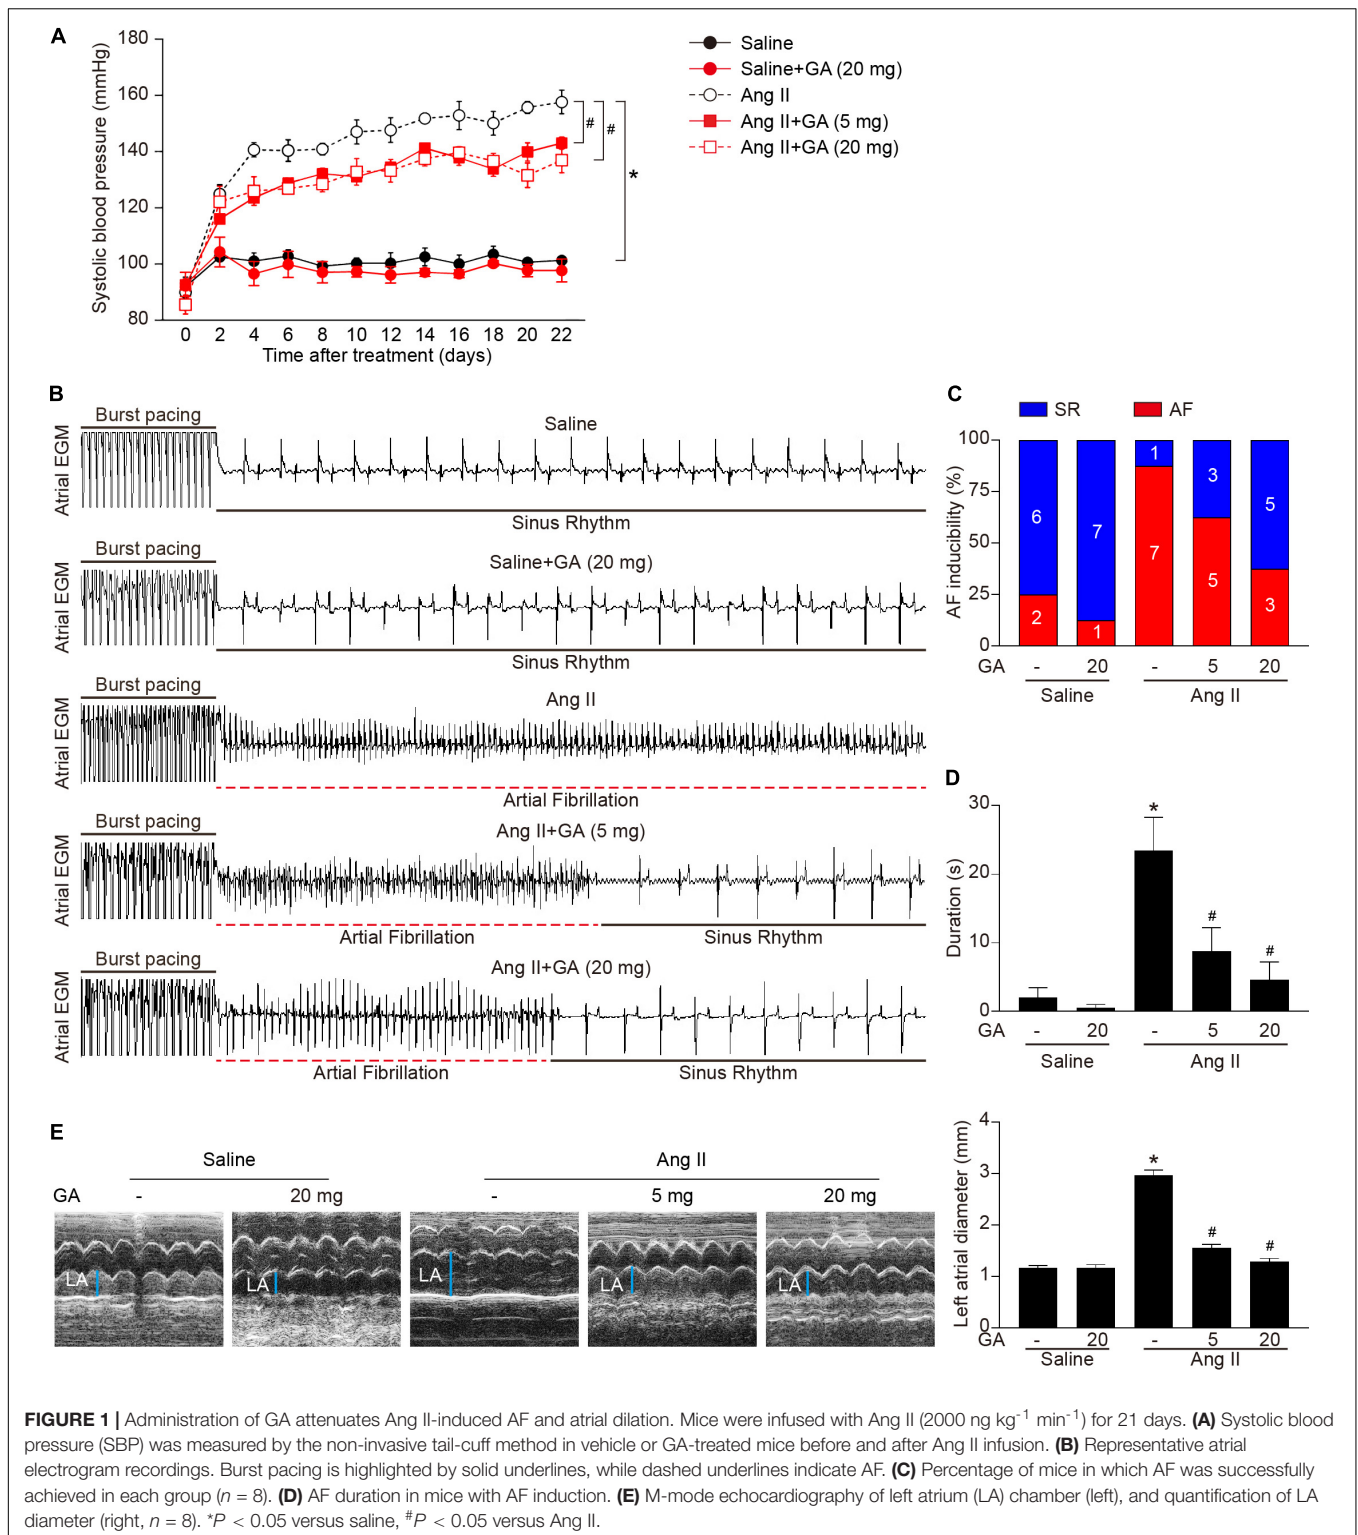 A
Systolic blood pressure (mmHg)
180
160
140
120
100
80
0 2 4 6 8 10 12 14 16 18 20 22
Time after treatment (days)
# # *
Saline
Saline+GA (20 mg)
Ang II
Ang II+GA (5 mg)
Ang II+GA (20 mg)
B
Burst pacing
Saline
Atrial EGM
Sinus Rhythm
Burst pacing
Saline+GA (20 mg)
Atrial EGM
Sinus Rhythm
Burst pacing
Ang II
Atrial EGM
Artial Fibrillation
Burst pacing
Ang II+GA (5 mg)
Atrial EGM
Artial Fibrillation Sinus Rhythm
Burst pacing
Ang II+GA (20 mg)
Atrial EGM
Artial Fibrillation Sinus Rhythm
C
SR AF
AF inducibility (%)
100
75
50
25
0
6 7 1 3 5
2 1 7 5 3
GA - 20 - 5 20
Saline Ang II
D
Duration (s)
30
20
10
0
* # #
GA - 20 - 5 20
Saline Ang II
E
Saline Ang II
GA - 20 mg - 5 mg 20 mg
LA LA LA LA LA
Left atrial diameter (mm)
4
3
2
1
0
* # #
GA - 20 - 5 20
Saline Ang II
FIGURE 1 | Administration of GA attenuates Ang II-induced AF and atrial dilation. Mice were infused with Ang II (2000 ng kg-1 min-1) for 21 days. (A) Systolic blood
pressure (SBP) was measured by the non-invasive tail-cuff method in vehicle or GA-treated mice before and after Ang II infusion. (B) Representative atrial
electrogram recordings. Burst pacing is highlighted by solid underlines, while dashed underlines indicate AF. (C) Percentage of mice in which AF was successfully
achieved in each group (n = 8). (D) AF duration in mice with AF induction. (E) M-mode echocardiography of left atrium (LA) chamber (left), and quantification of LA
diameter (right, n = 8). *P < 0.05 versus saline, #P < 0.05 versus Ang II.